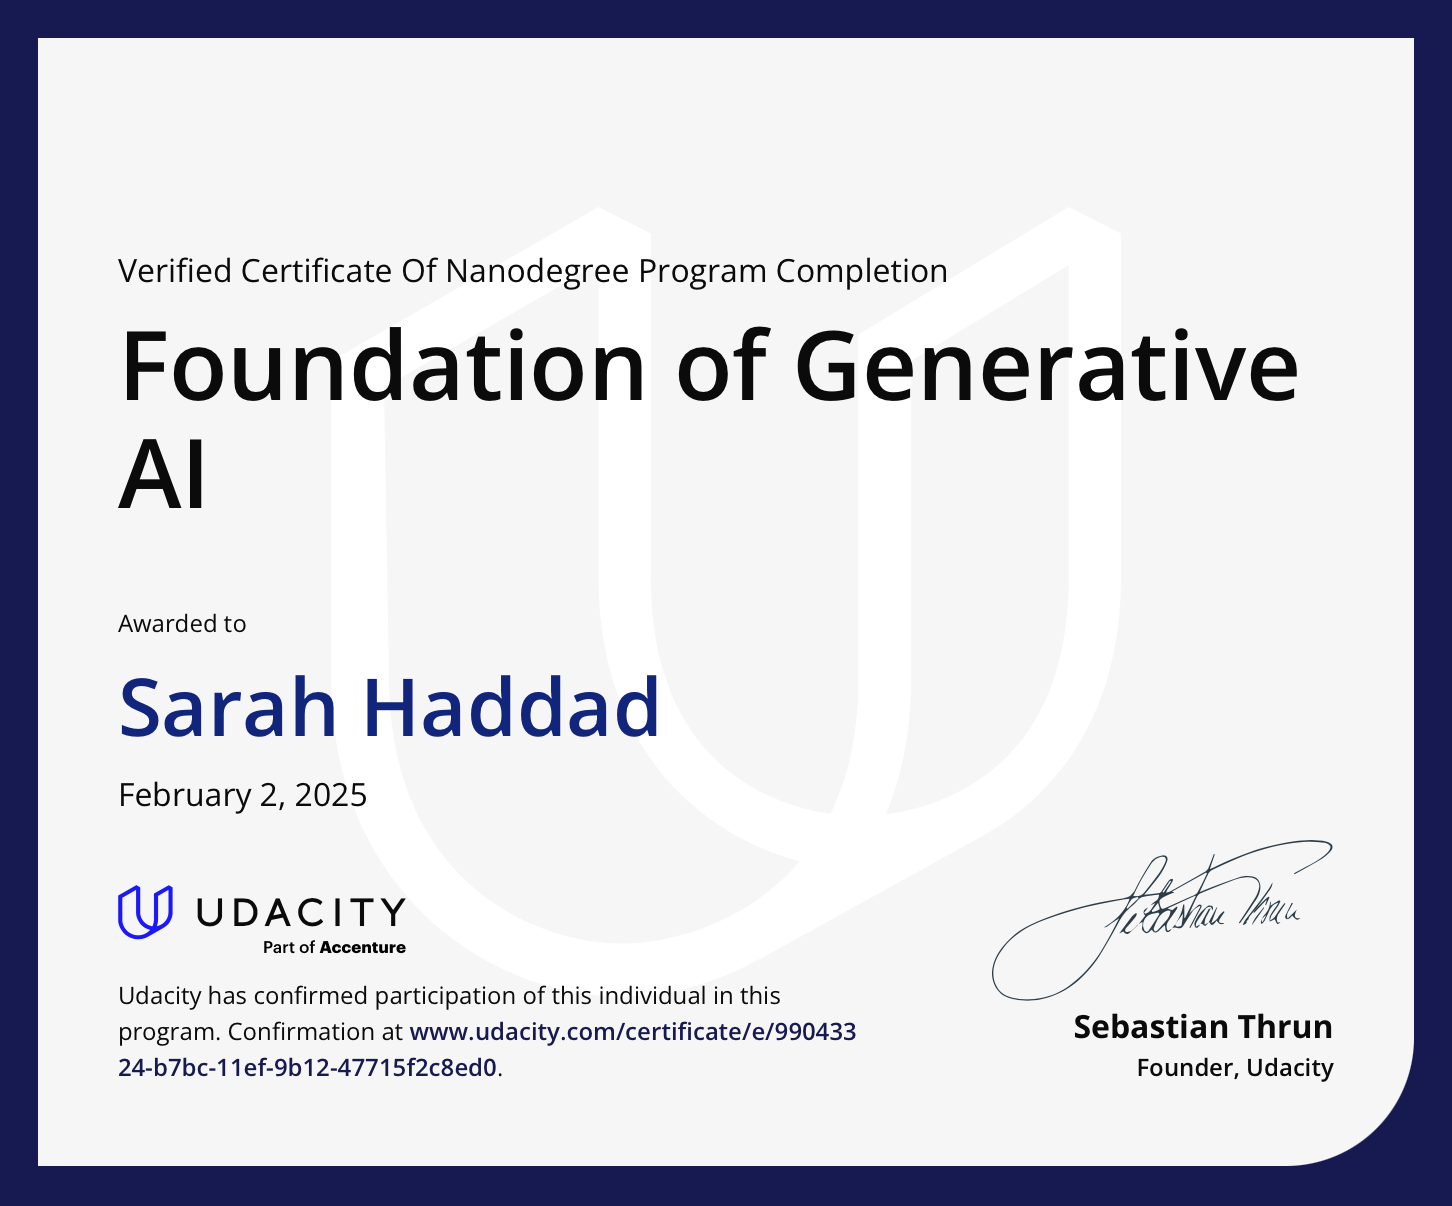 Verified Certificate Of Nanodegree Program Completion
Foundation of Generative
AI
Awarded to
Sarah Haddad
February 2, 2025
UDACITY
Part of Accenture
Udacity has confirmed participation of this individual in this
program. Confirmation at www.udacity.com/certificate/e/990433
24-b7bc-11ef-9b12-47715f2c8ed0.
Sebastian Thrun
Sebastian Thrun
Founder, Udacity